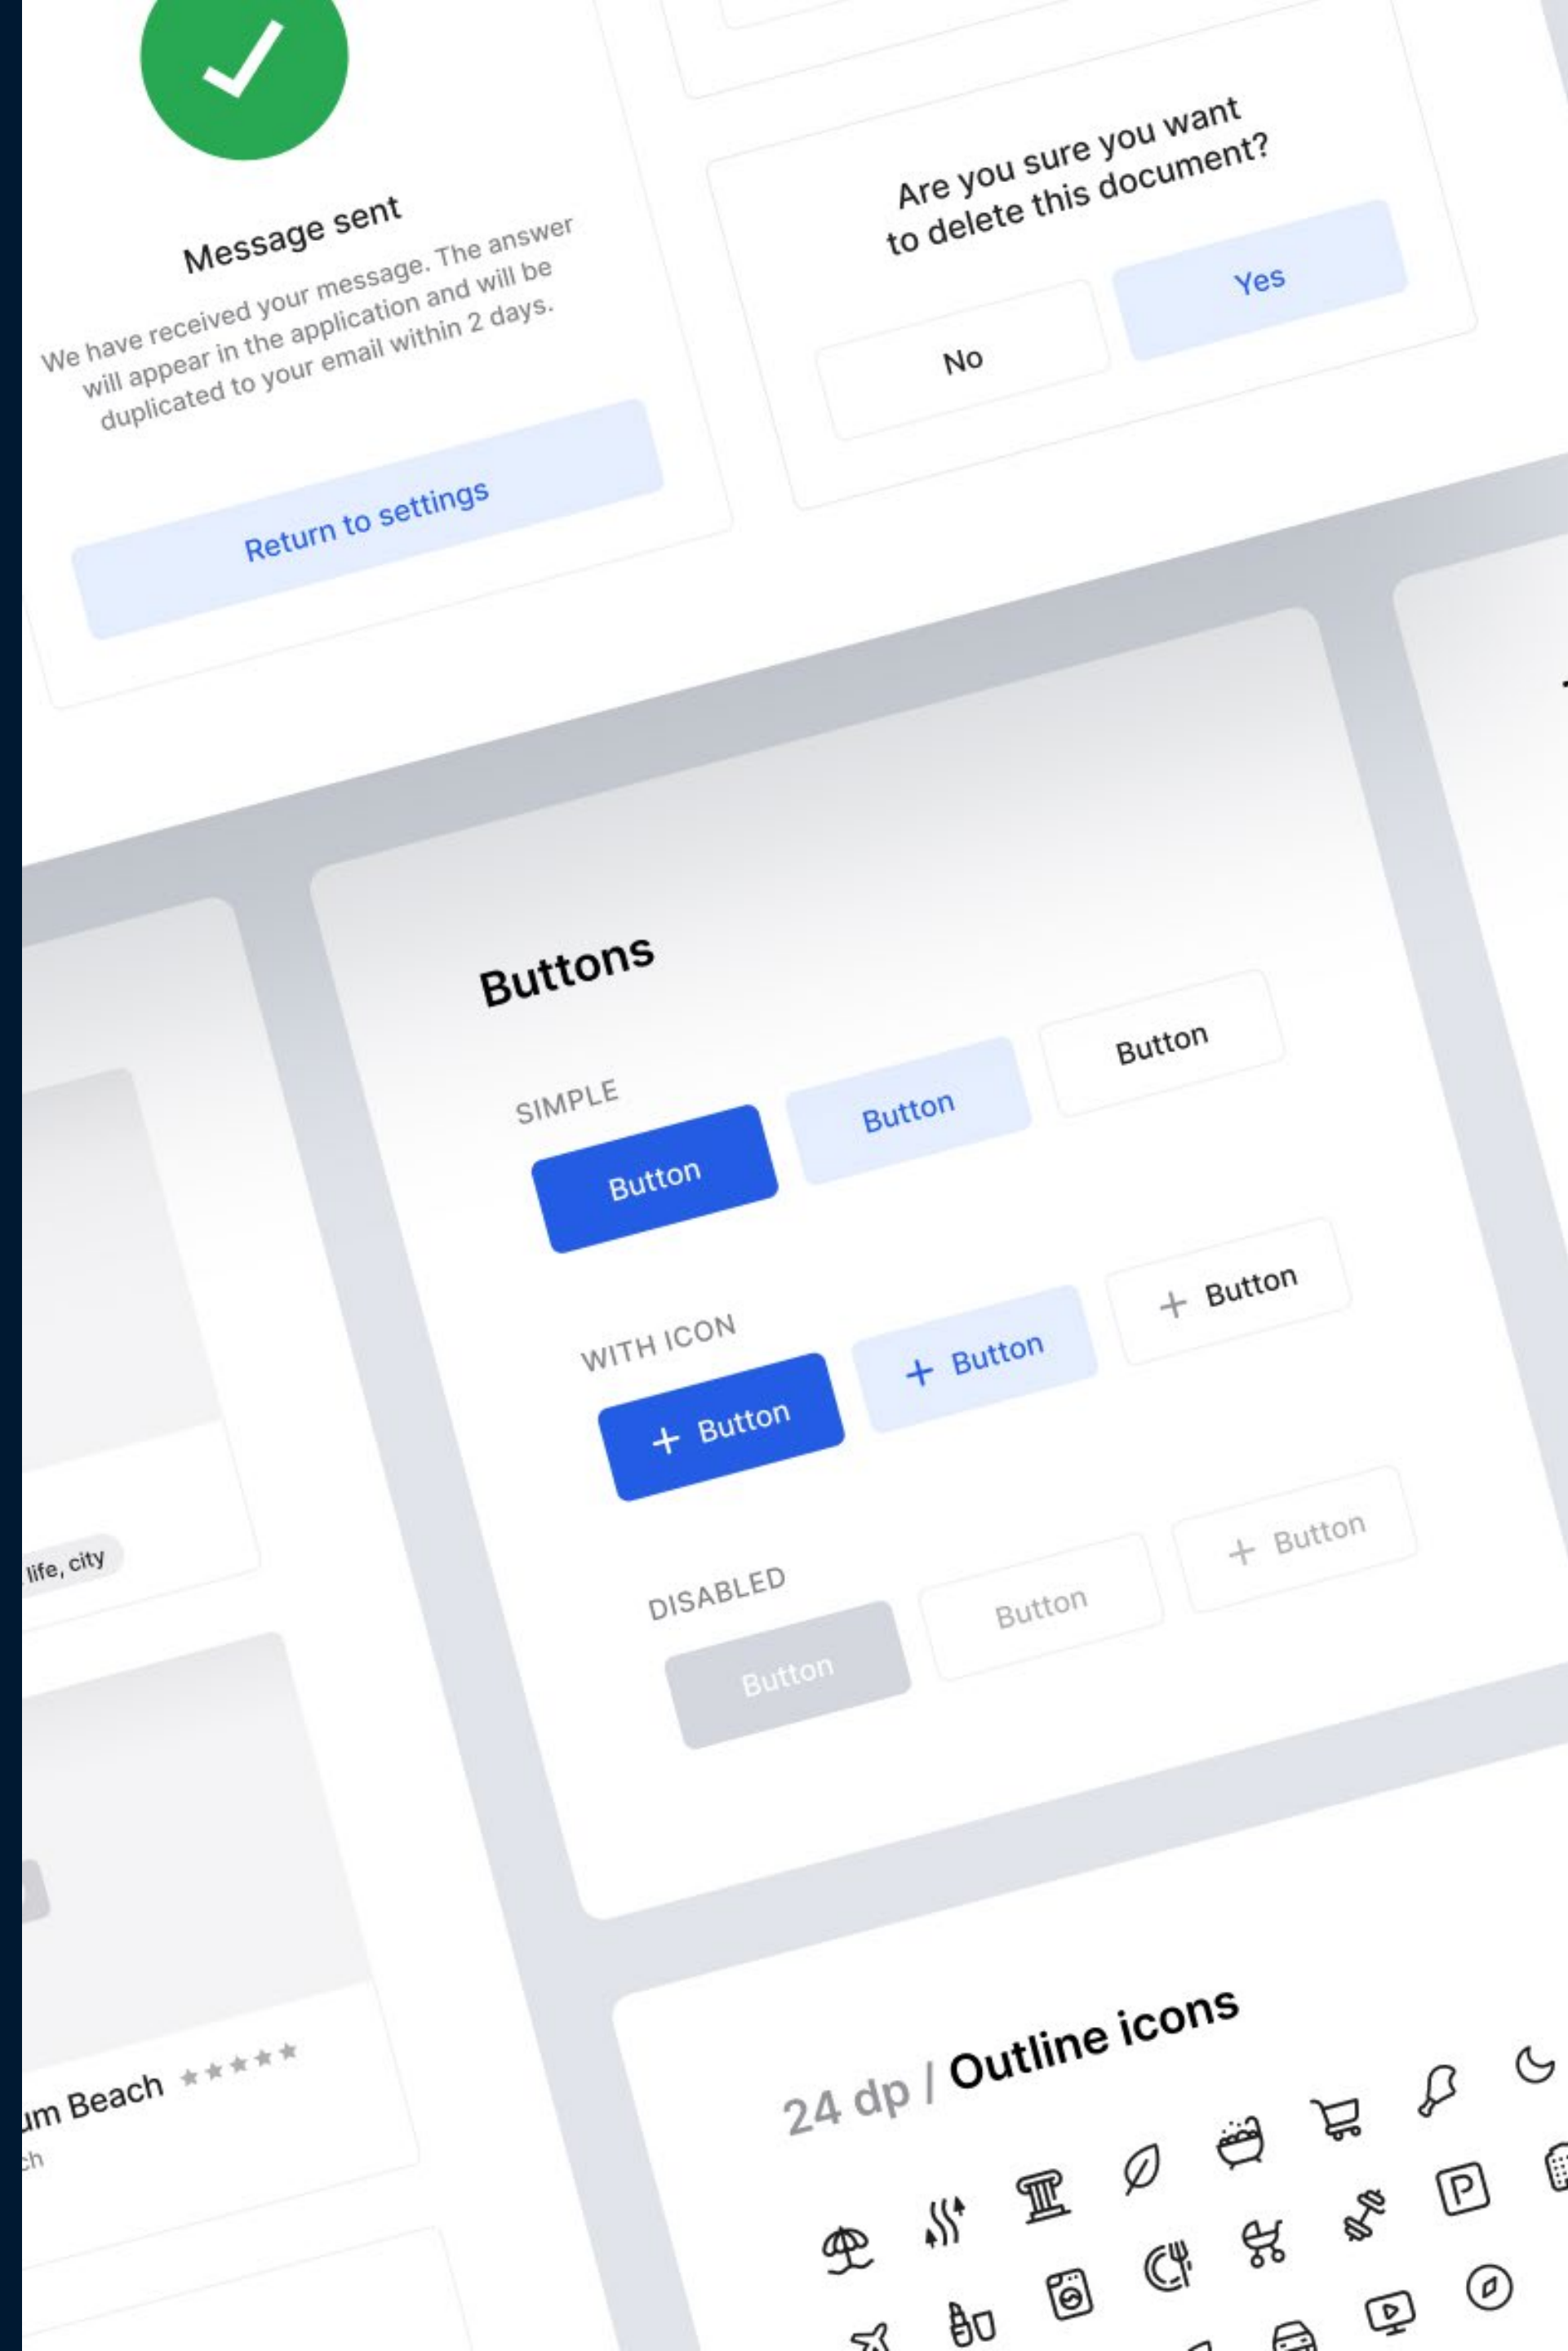 Message sent
We have received your message. The answer
will appear in the application and will be
duplicated to your email within 2 days.
Return to settings
Are you sure you want
to delete this document?
No
Yes
Buttons
SIMPLE
Button
Button
Button
WITH ICON
Button
Button
Button
DISABLED
Button
Button
Button
life, city
Beach
24 dp / Outline icons
P